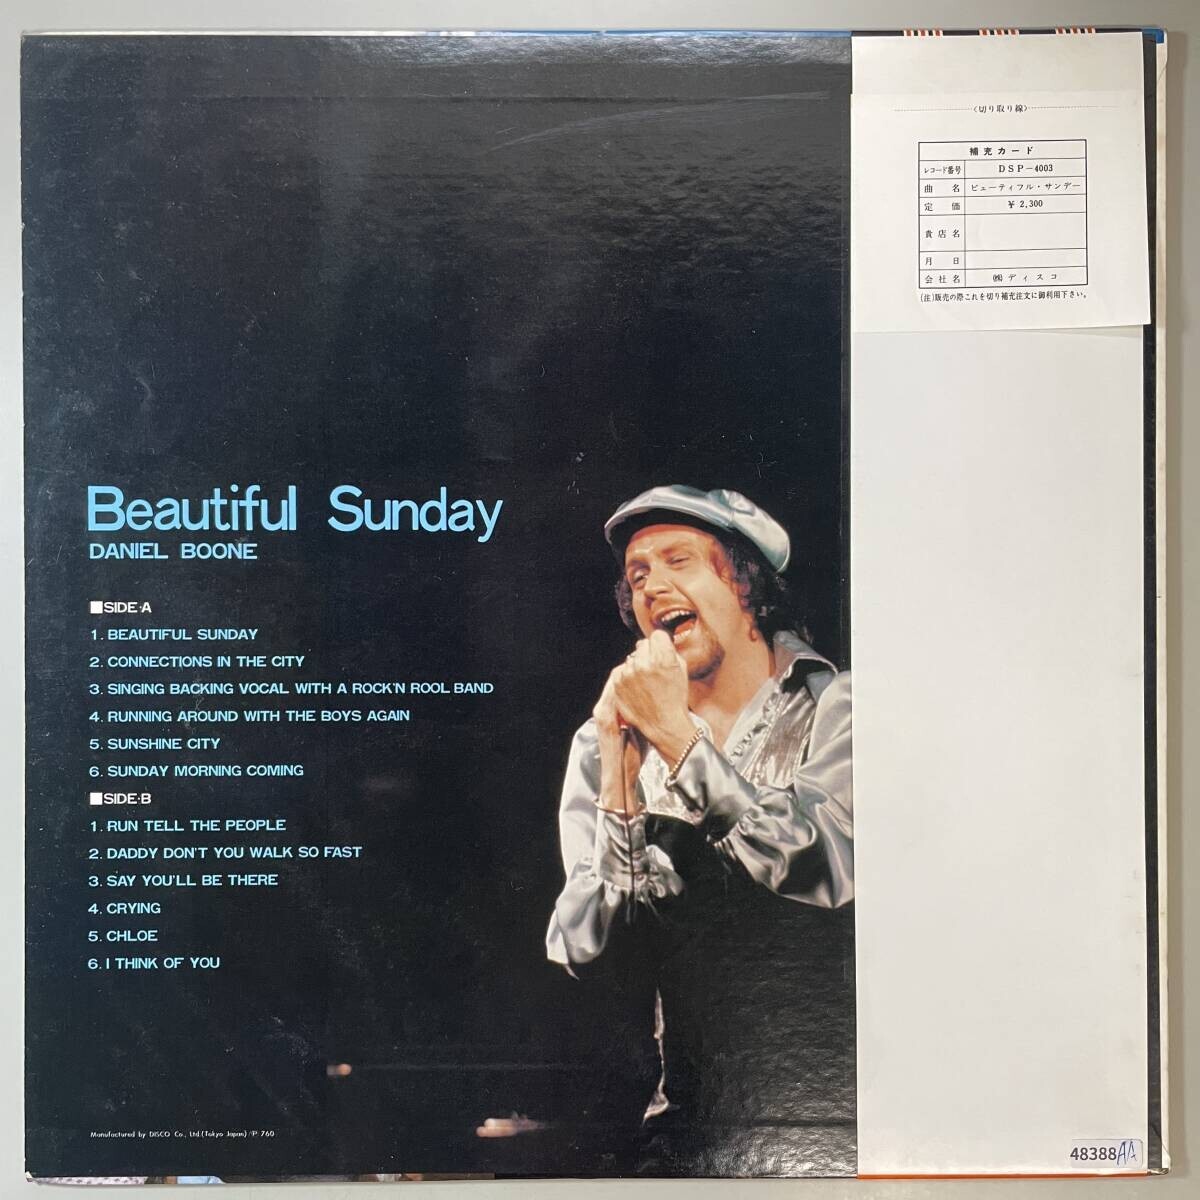 〈切り取り線〉
補充カード
レコード番号 DSP-4003
曲名 ビューティフル・サンデー
定価 ¥2,300
貴店名
月日
会社名 ㈱ディスコ
(注)販売の際これを切り補充注文に御利用下さい。
Beautiful Sunday
DANIEL BOONE
■SIDE·A
1. BEAUTIFUL SUNDAY
2. CONNECTIONS IN THE CITY
3. SINGING BACKING VOCAL WITH A ROCK'N ROOL BAND
4. RUNNING AROUND WITH THE BOYS AGAIN
5. SUNSHINE CITY
6. SUNDAY MORNING COMING
■SIDE·B
1. RUN TELL THE PEOPLE
2. DADDY DON'T YOU WALK SO FAST
3. SAY YOU'LL BE THERE
4. CRYING
5. CHLOE
6. I THINK OF YOU
Manufactured by DISCO Co., Ltd. (Tokyo Japan) ℗ 760
48388AA